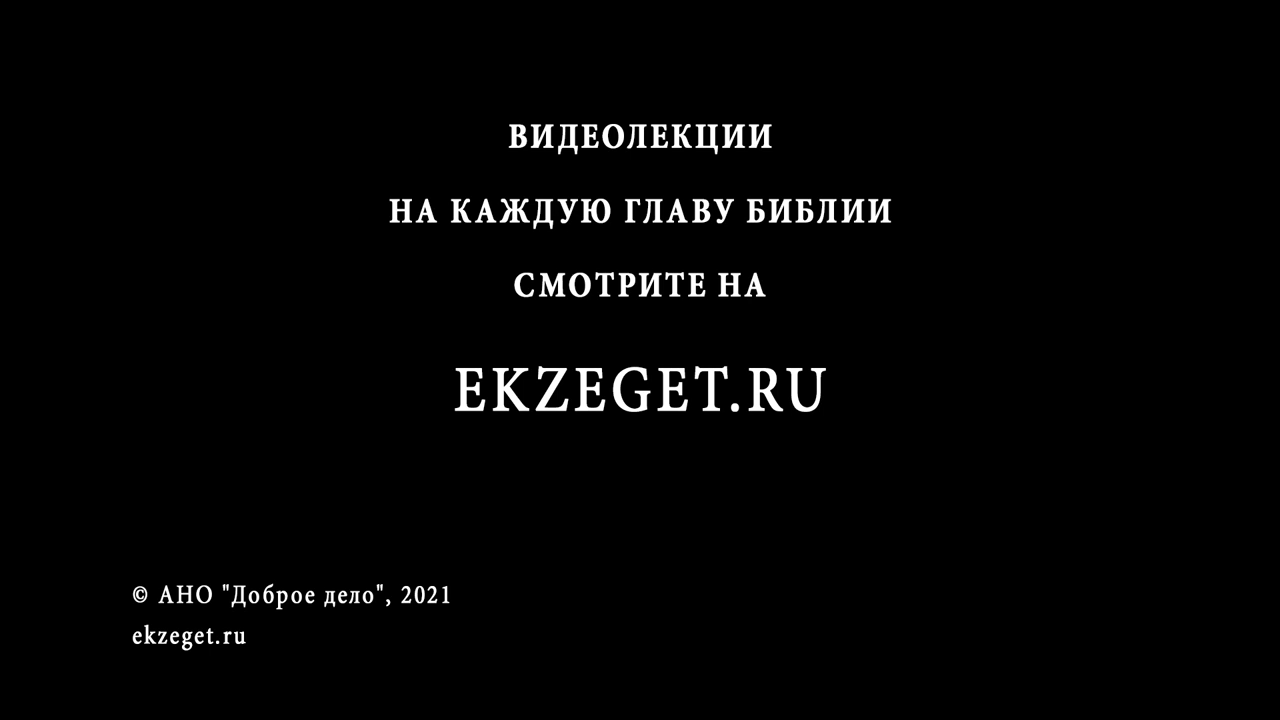 ВИДЕОЛЕКЦИИ
НА КАЖДУЮ ГЛАВУ БИБЛИИ
СМОТРИТЕ НА
EKZEGET.RU
© АНО "Доброе дело", 2021
ekzeget.ru